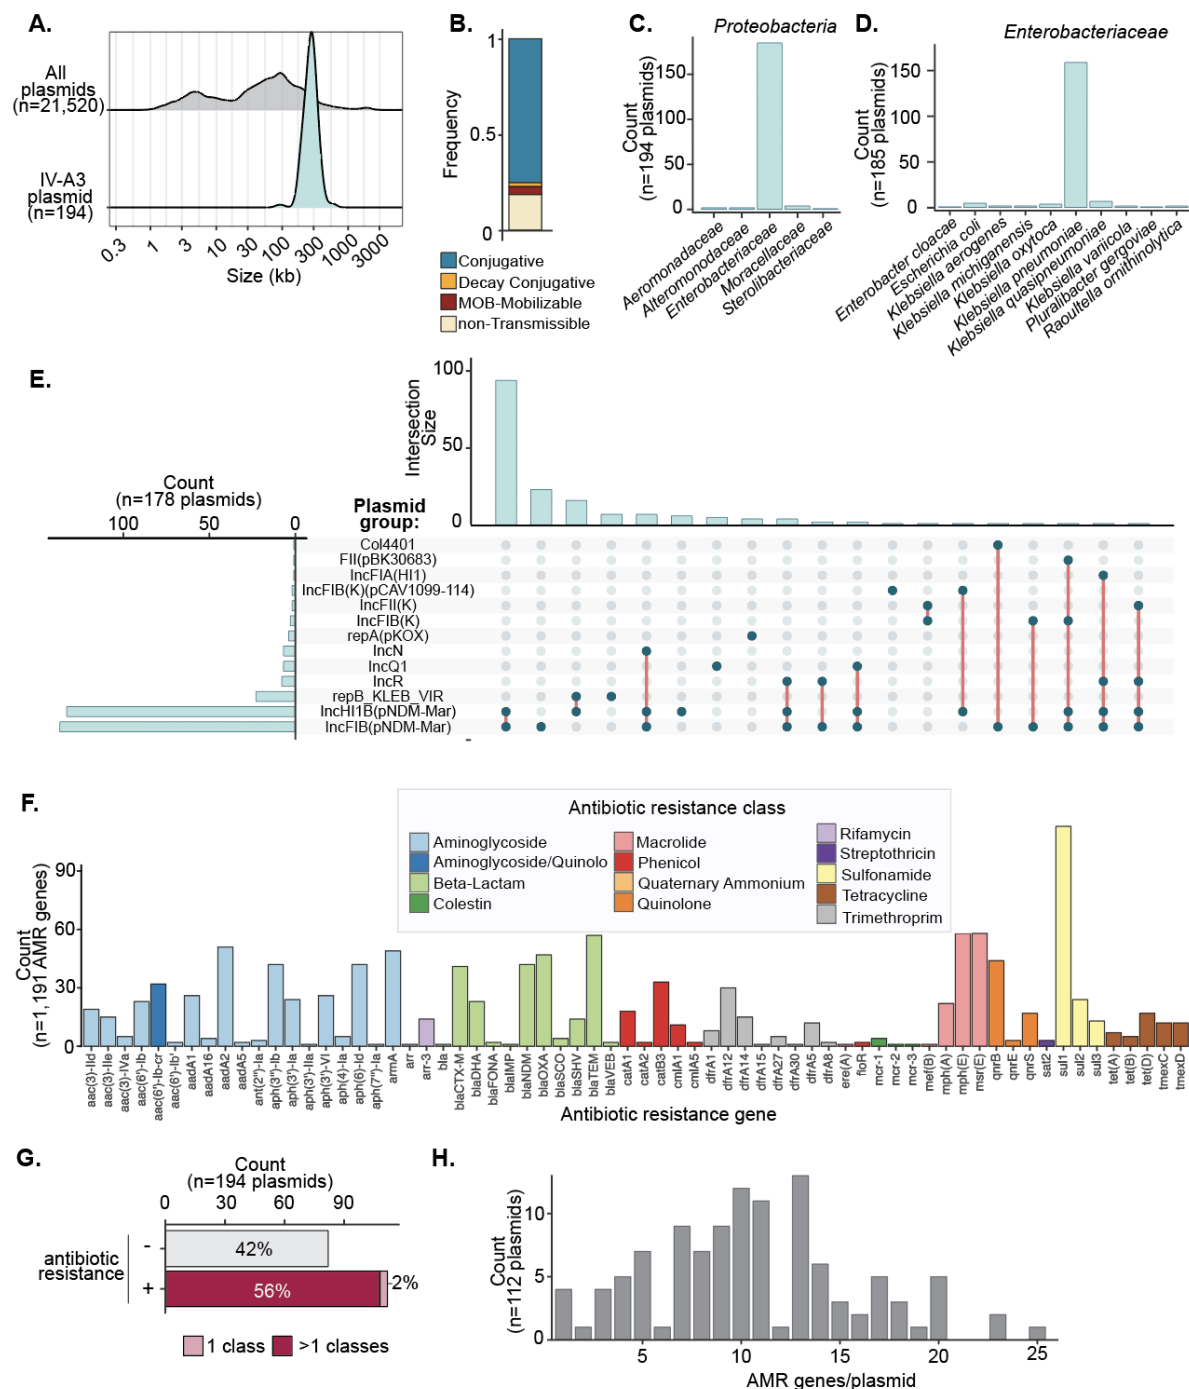 A.
All
plasmids
(n=21,520)
IV-A3
plasmid
(n=194)
0.3 1 3 10 30 100 300 1000 3000
Size (kb)
B.
1
0.5
0
Frequency
Conjugative
Decay Conjugative
MOB-Mobilizable
non-Transmissible
C.
Proteobacteria
Count
(n=194 plasmids)
150
100
50
0
Aeromonadaceae
Alteromonodaceae
Enterobacteriaceae
Moracellaceae
Sterolibacteriaceae
D.
Enterobacteriaceae
Count
(n=185 plasmids)
150
100
50
0
Enterobacter cloacae
Escherichia coli
Klebsiella aerogenes
Klebsiella michiganensis
Klebsiella oxytoca
Klebsiella pneumoniae
Klebsiella quasipneumoniae
Klebsiella variicola
Pluralibacter gergoviae
Raoultella ornithinolytica
E.
Intersection
Size
100
50
0
Count
(n=178 plasmids)
100 50 0
Plasmid
group:
Col4401
FII(pBK30683)
IncFIA(HI1)
IncFIB(K)(pCAV1099-114)
IncFII(K)
IncFIB(K)
repA(pKOX)
IncN
IncQ1
IncR
repB_KLEB_VIR
IncHI1B(pNDM-Mar)
IncFIB(pNDM-Mar)
F.
Antibiotic resistance class
Aminoglycoside
Aminoglycoside/Quinolo
Beta-Lactam
Colestin
Macrolide
Phenicol
Quaternary Ammonium
Quinolone
Rifamycin
Streptothricin
Sulfonamide
Tetracycline
Trimethroprim
Count
(n=1,191 AMR genes)
90
60
30
0
aac(3)-IId
aac(3)-IIe
aac(3)-IVa
aac(6')-Ib
aac(6')-Ib-cr
aac(6')-Ib'
aadA1
aadA16
aadA2
aadA5
ant(2")-Ia
aph(3")-Ib
aph(3')-Ia
aph(3')-IIa
aph(3')-VI
aph(4)-Ia
aph(6)-Id
aph(7")-Ia
armA
arr
arr-3
bla
blaCTX-M
blaDHA
blaFONA
blaIMP
blaNDM
blaOXA
blaSCO
blaSHV
blaTEM
blaVEB
catA1
catA2
catB3
cmlA1
cmlA5
dfrA1
dfrA12
dfrA14
dfrA15
dfrA27
dfrA30
dfrA5
dfrA8
ere(A)
floR
mcr-1
mcr-2
mcr-3
mef(B)
mph(A)
mph(E)
msr(E)
qnrB
qnrE
qnrS
sat2
sul1
sul2
sul3
tet(A)
tet(B)
tet(D)
tmexC
tmexD
Antibiotic resistance gene
G.
Count
(n=194 plasmids)
0 30 60 90
antibiotic
resistance
-
42%
+
56%
2%
1 class
>1 classes
H.
Count
(n=112 plasmids)
10
5
0
5 10 15 20 25
AMR genes/plasmid